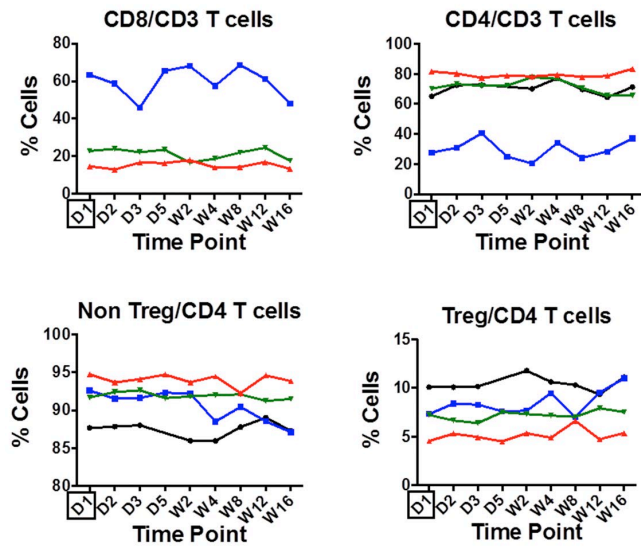 CD8/CD3 T cells
% Cells
80
60
40
20
0
D1 D2 D3 D5 W2 W4 W8 W12 W16
Time Point
CD4/CD3 T cells
% Cells
100
80
60
40
20
0
D1 D2 D3 D5 W2 W4 W8 W12 W16
Time Point
Non Treg/CD4 T cells
% Cells
100
95
90
85
80
D1 D2 D3 D5 W2 W4 W8 W12 W16
Time Point
Treg/CD4 T cells
% Cells
15
10
5
0
D1 D2 D3 D5 W2 W4 W8 W12 W16
Time Point